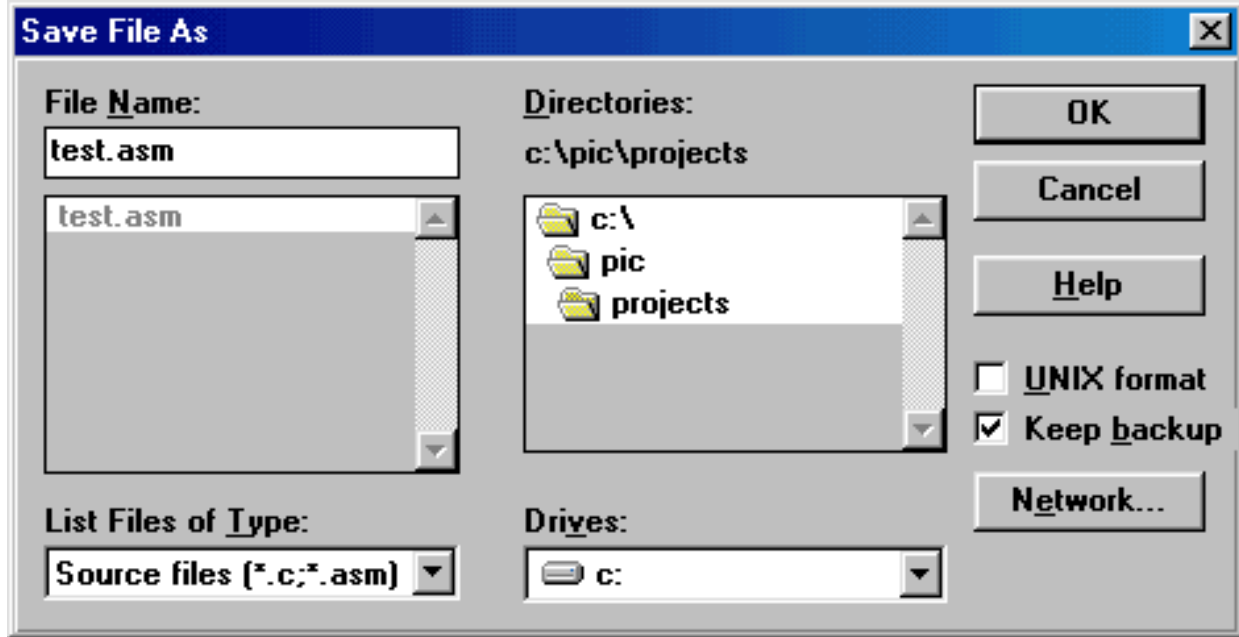 Save File As
File Name:
test.asm
test.asm
List Files of Type:
Source files (*.c;*.asm)
Directories:
c:\pic\projects
c:\
pic
projects
Drives:
c:
OK
Cancel
Help
UNIX format
Keep backup
Network...